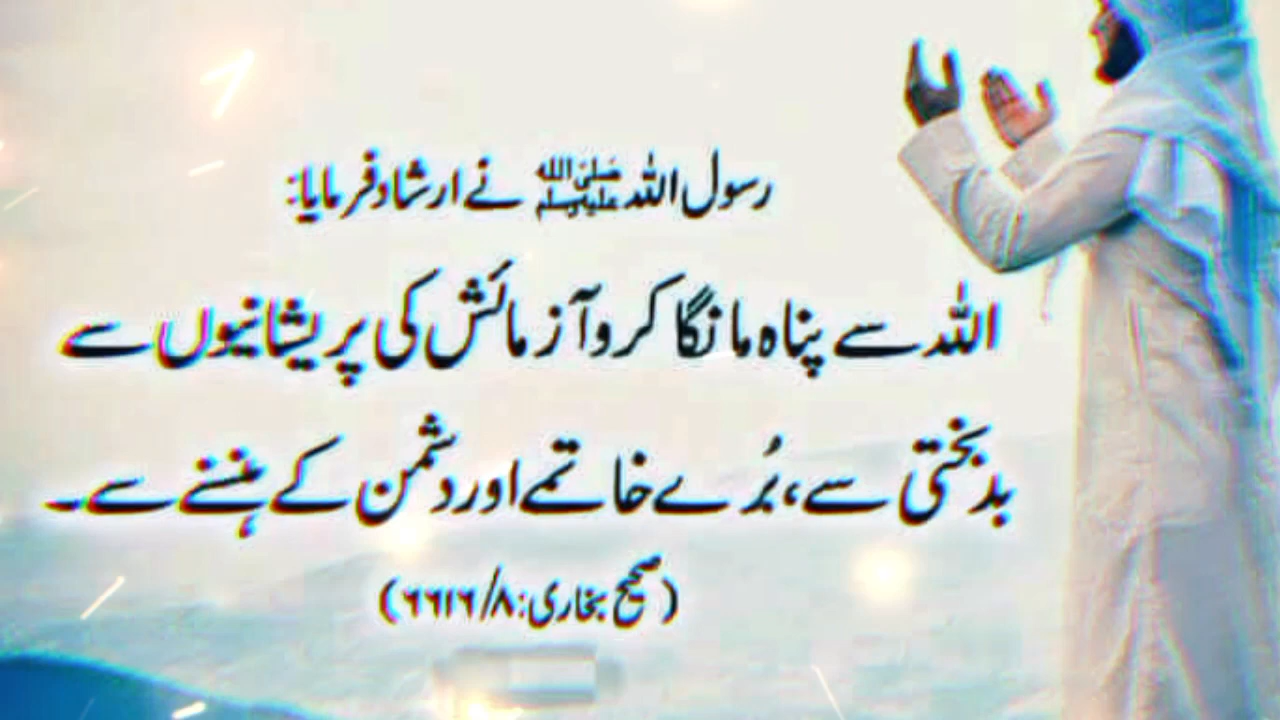 رسول اللہ ﷺ نے ارشاد فرمایا:
اللہ سے پناہ مانگا کرو آزمائش کی پریشانیوں سے
بدبختی سے، بُرے خاتمے اور دشمن کے ہنسنے سے۔
(صحیح بخاری: ۸/۶۶۱۶)